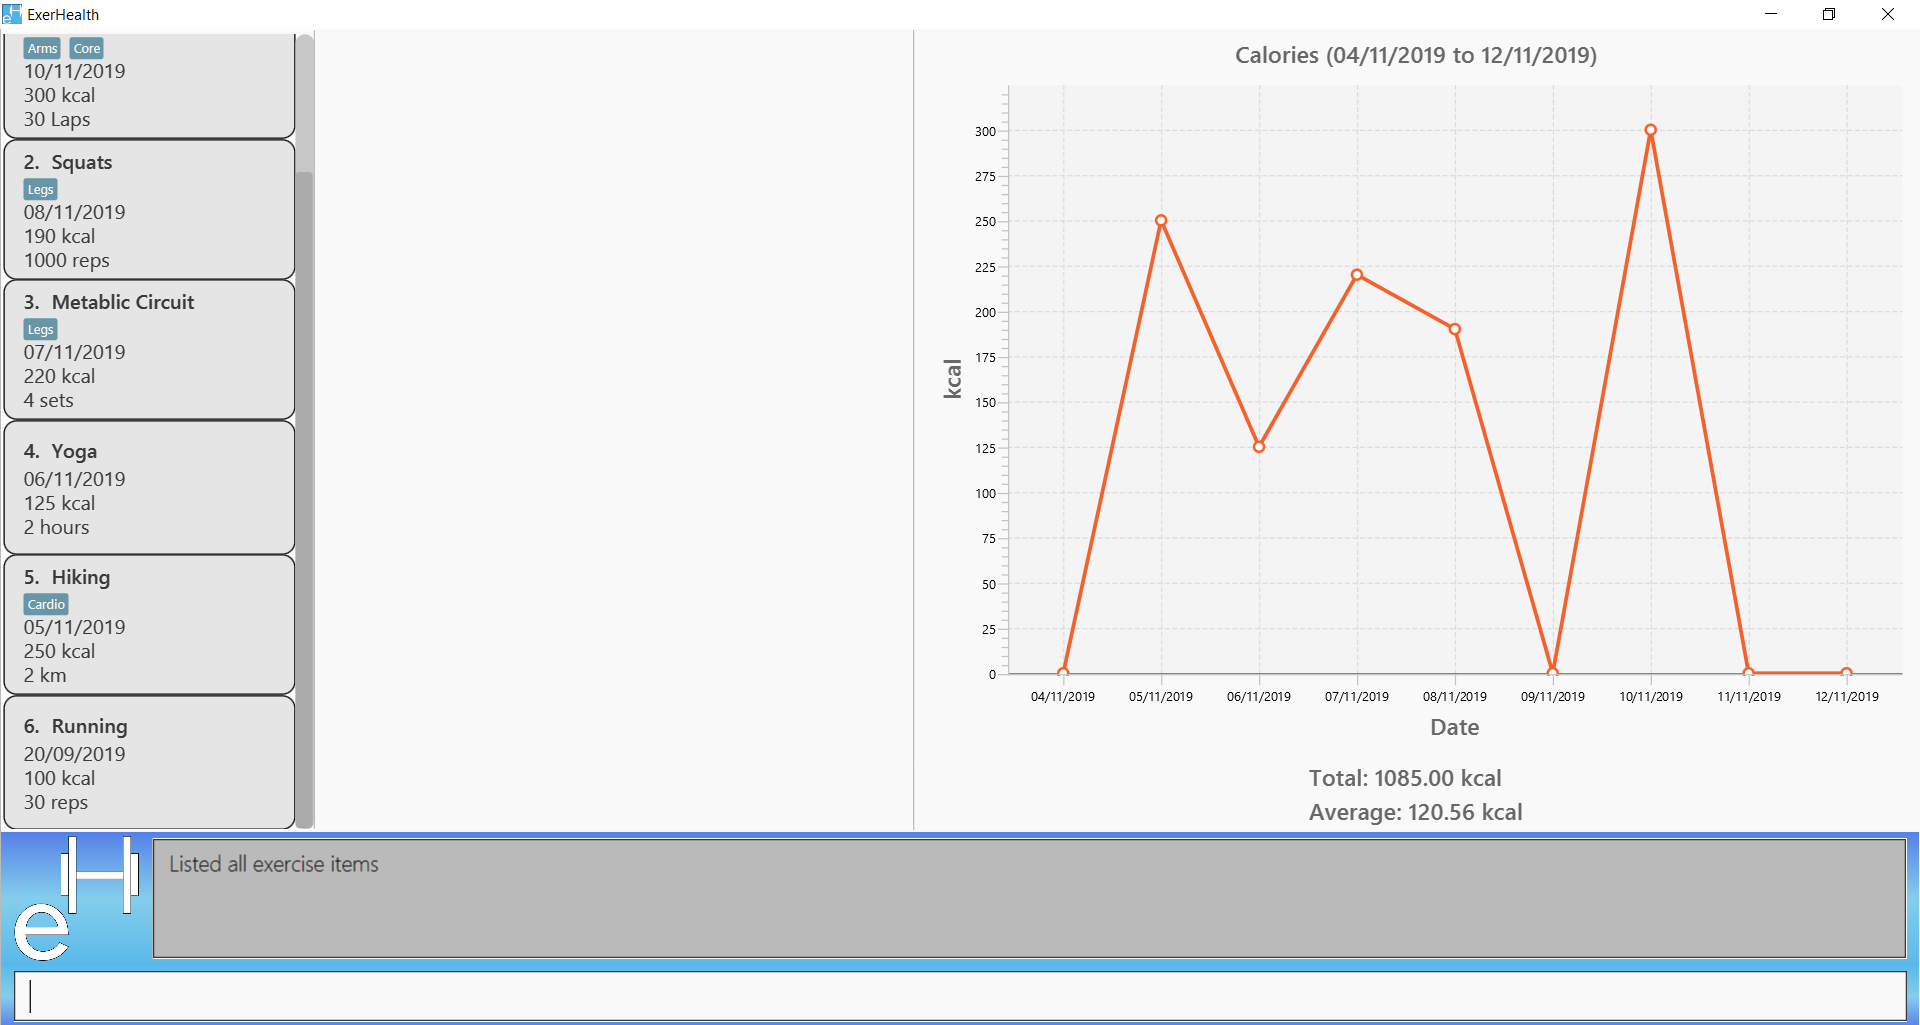 ExerHealth
Arms Core
10/11/2019
300 kcal
30 Laps
2. Squats
Legs
08/11/2019
190 kcal
1000 reps
3. Metablic Circuit
Legs
07/11/2019
220 kcal
4 sets
4. Yoga
06/11/2019
125 kcal
2 hours
5. Hiking
Cardio
05/11/2019
250 kcal
2 km
6. Running
20/09/2019
100 kcal
30 reps
Calories (04/11/2019 to 12/11/2019)
kcal
300
275
250
225
200
175
150
125
100
75
50
25
0
04/11/2019 05/11/2019 06/11/2019 07/11/2019 08/11/2019 09/11/2019 10/11/2019 11/11/2019 12/11/2019
Date
Total: 1085.00 kcal
Average: 120.56 kcal
eH
Listed all exercise items